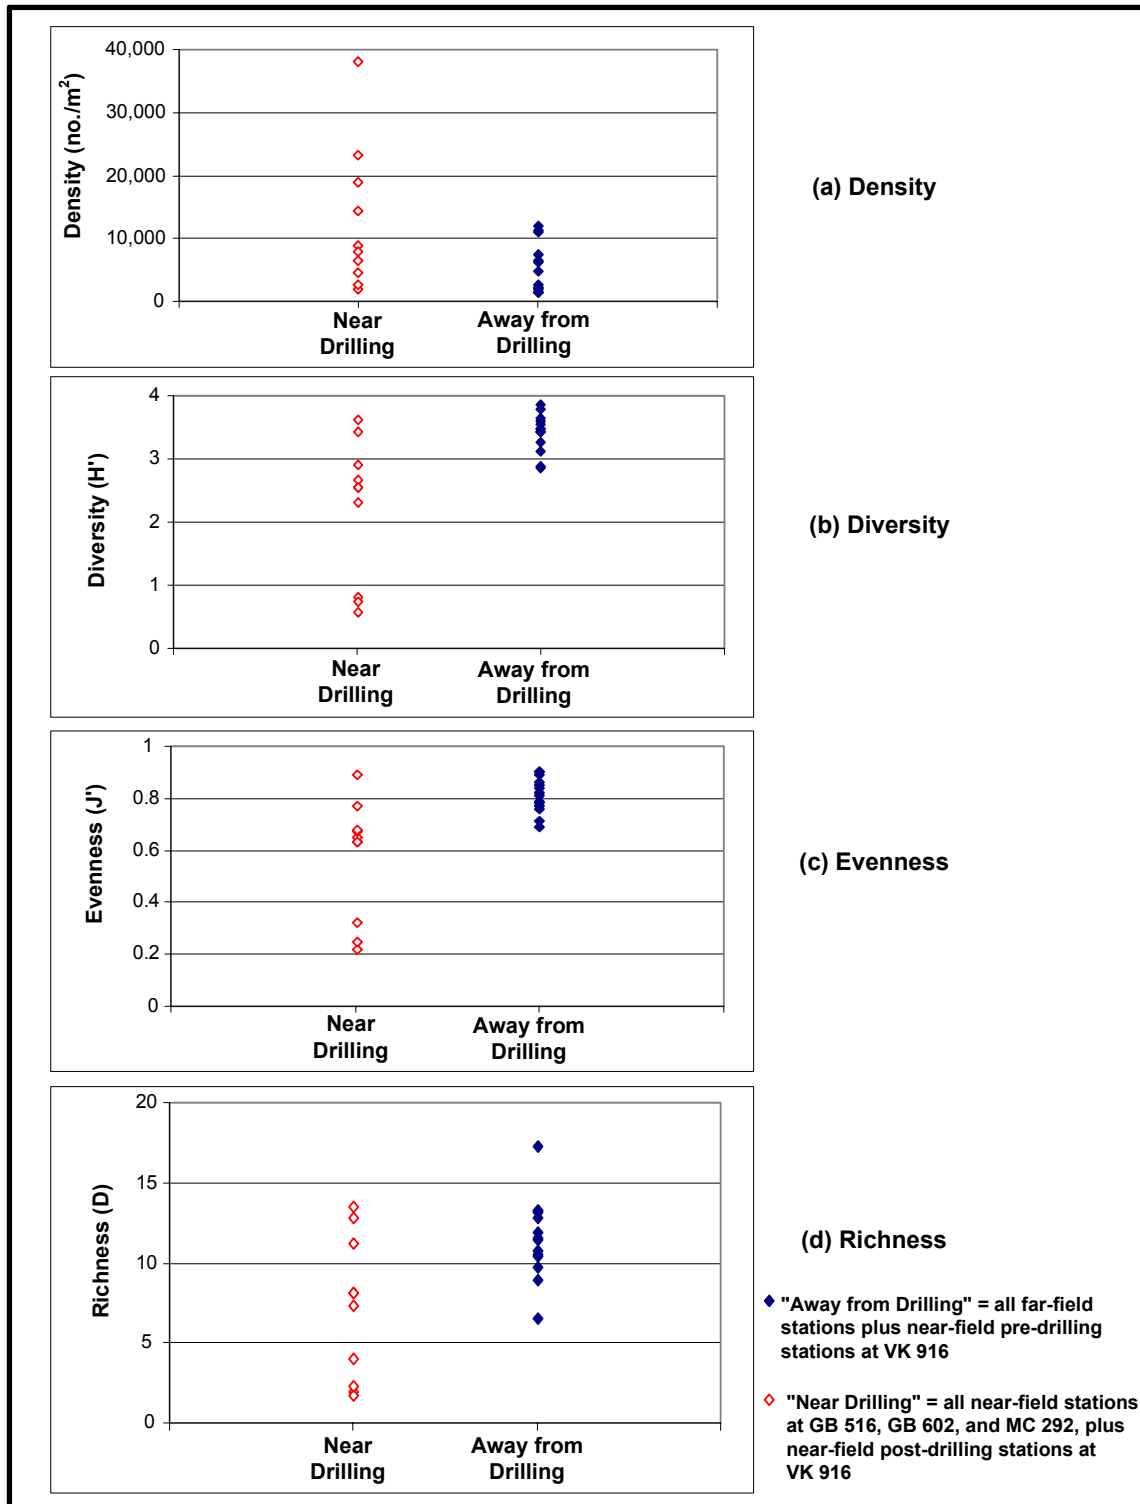 40,000
30,000
20,000
10,000
0
Density (no./m²)
Near
Drilling
Away from
Drilling
(a) Density
4
3
2
1
0
Diversity (H')
Near
Drilling
Away from
Drilling
(b) Diversity
1
0.8
0.6
0.4
0.2
0
Evenness (J')
Near
Drilling
Away from
Drilling
(c) Evenness
20
15
10
5
0
Richness (D)
Near
Drilling
Away from
Drilling
(d) Richness
"Away from Drilling" = all far-field
stations plus near-field pre-drilling
stations at VK 916
"Near Drilling" = all near-field stations
at GB 516, GB 602, and MC 292, plus
near-field post-drilling stations at
VK 916